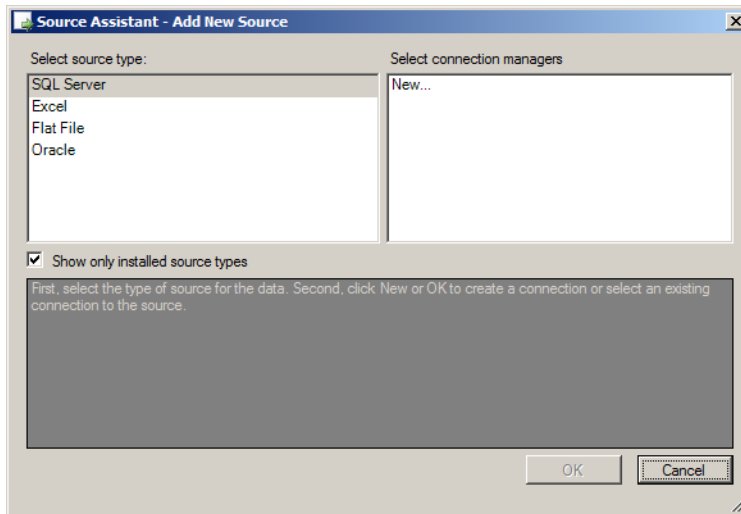 Source Assistant - Add New Source
Select source type:
Select connection managers
SQL Server
Excel
Flat File
Oracle
New...
Show only installed source types
First, select the type of source for the data. Second, click New or OK to create a connection or select an existing
connection to the source.
OK
Cancel